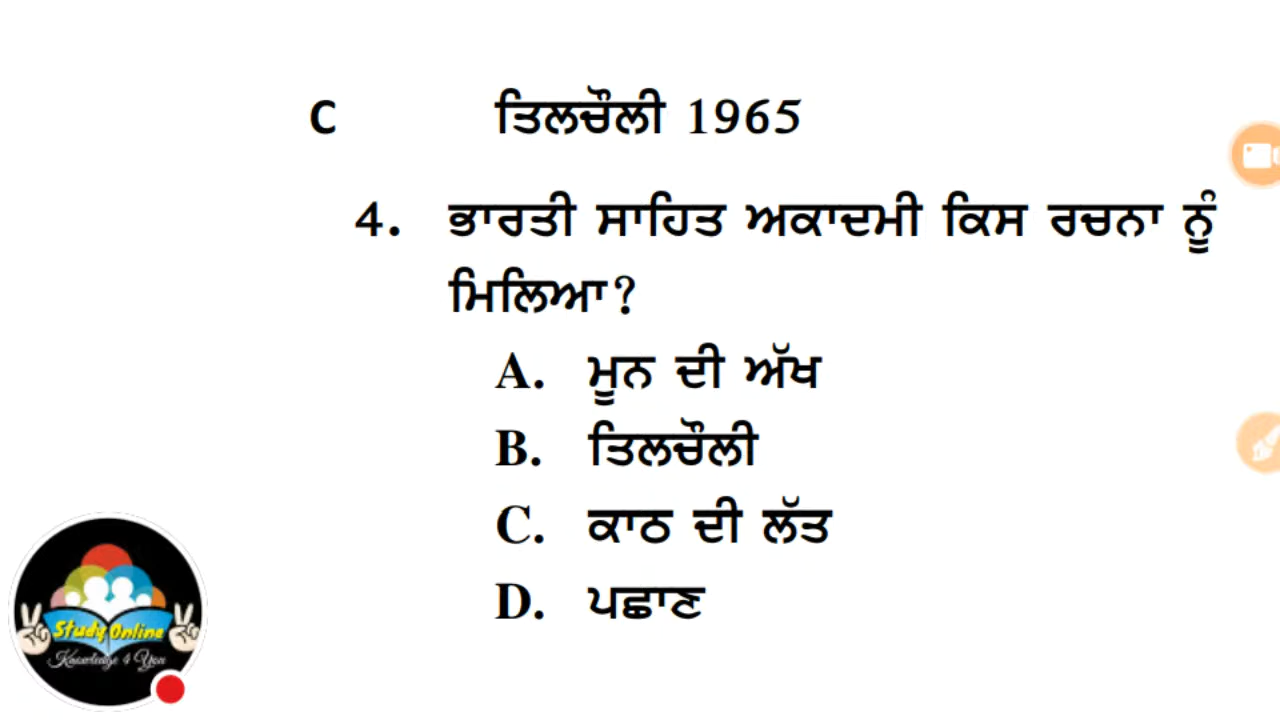 C ਤਿਲਚੌਲੀ 1965
4. ਭਾਰਤੀ ਸਾਹਿਤ ਅਕਾਦਮੀ ਕਿਸ ਰਚਨਾ ਨੂੰ
ਮਿਲਿਆ?
A. ਮੂਨ ਦੀ ਅੱਖ
B. ਤਿਲਚੌਲੀ
C. ਕਾਠ ਦੀ ਲੱਤ
D. ਪਛਾਣ
Study Online
Knowledge 4 You